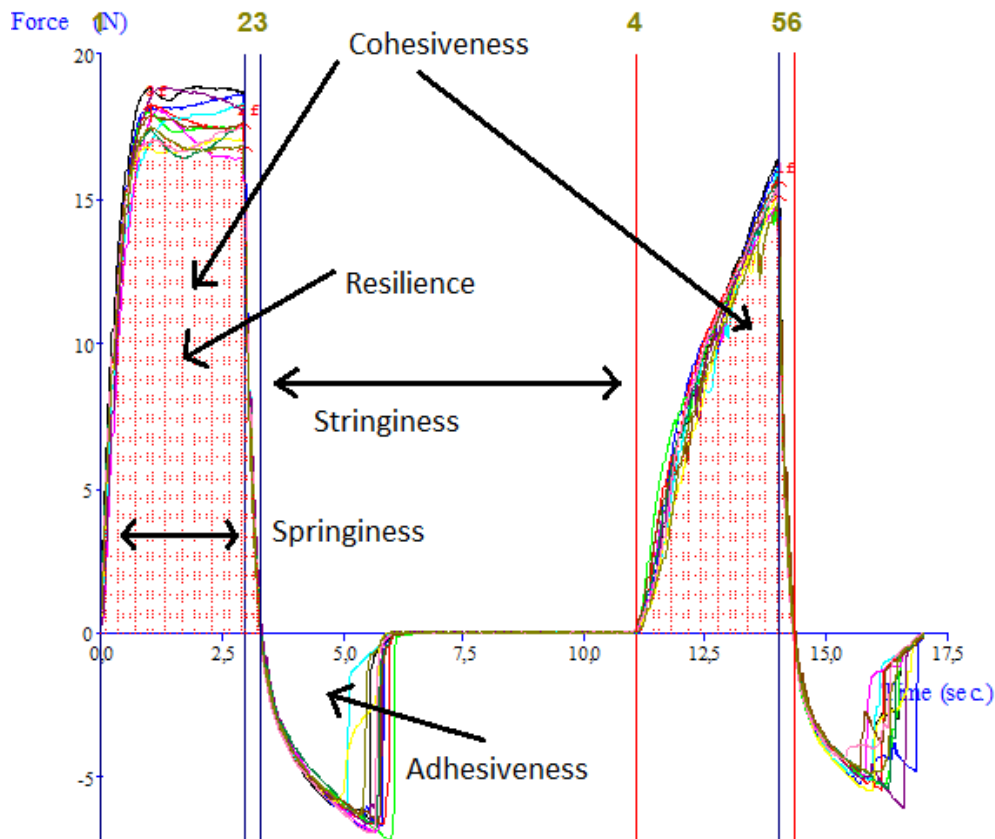 Force (N)
1 23 4 56
Cohesiveness
20
f
15
f
Resilience
10
Stringiness
5
Springiness
0
0,0 2,5 5,0 7,5 10,0 12,5 15,0 17,5
Time (sec.)
Adhesiveness
-5